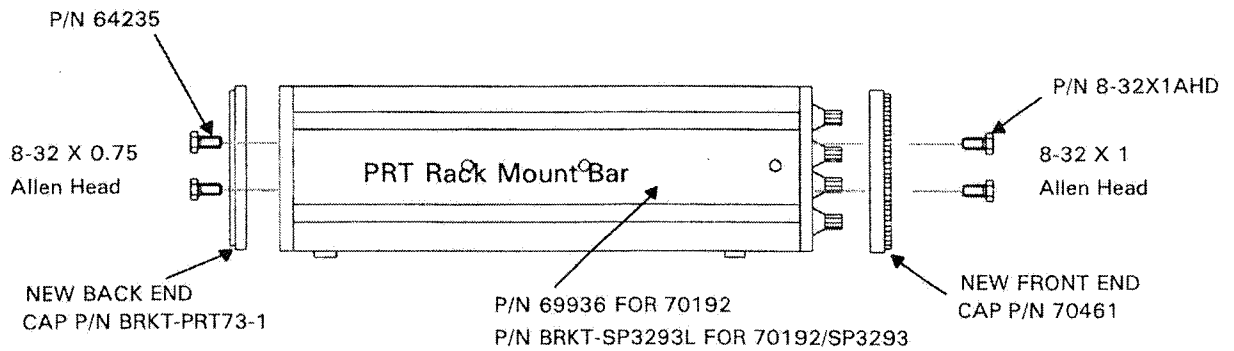 P/N 64235
P/N 8-32X1AHD
8-32 X 0.75
Allen Head
PRT Rack Mount Bar
8-32 X 1
Allen Head
NEW BACK END
CAP P/N BRKT-PRT73-1
P/N 69936 FOR 70192
P/N BRKT-SP3293L FOR 70192/SP3293
NEW FRONT END
CAP P/N 70461